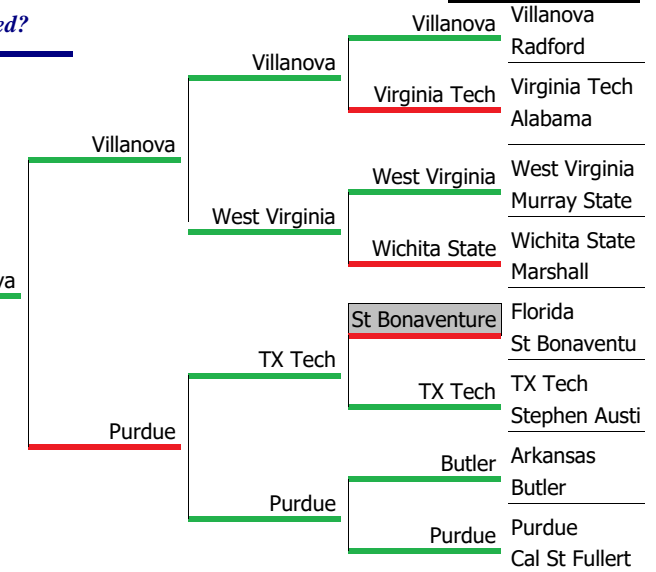 ed?
Villanova
Radford
Virginia Tech
Alabama
West Virginia
Murray State
Wichita State
Marshall
Florida
St Bonaventu
TX Tech
Stephen Austi
Arkansas
Butler
Purdue
Cal St Fullert
Villanova
Virginia Tech
West Virginia
Wichita State
St Bonaventure
TX Tech
Butler
Purdue
Villanova
West Virginia
TX Tech
Purdue
Villanova
Purdue
va